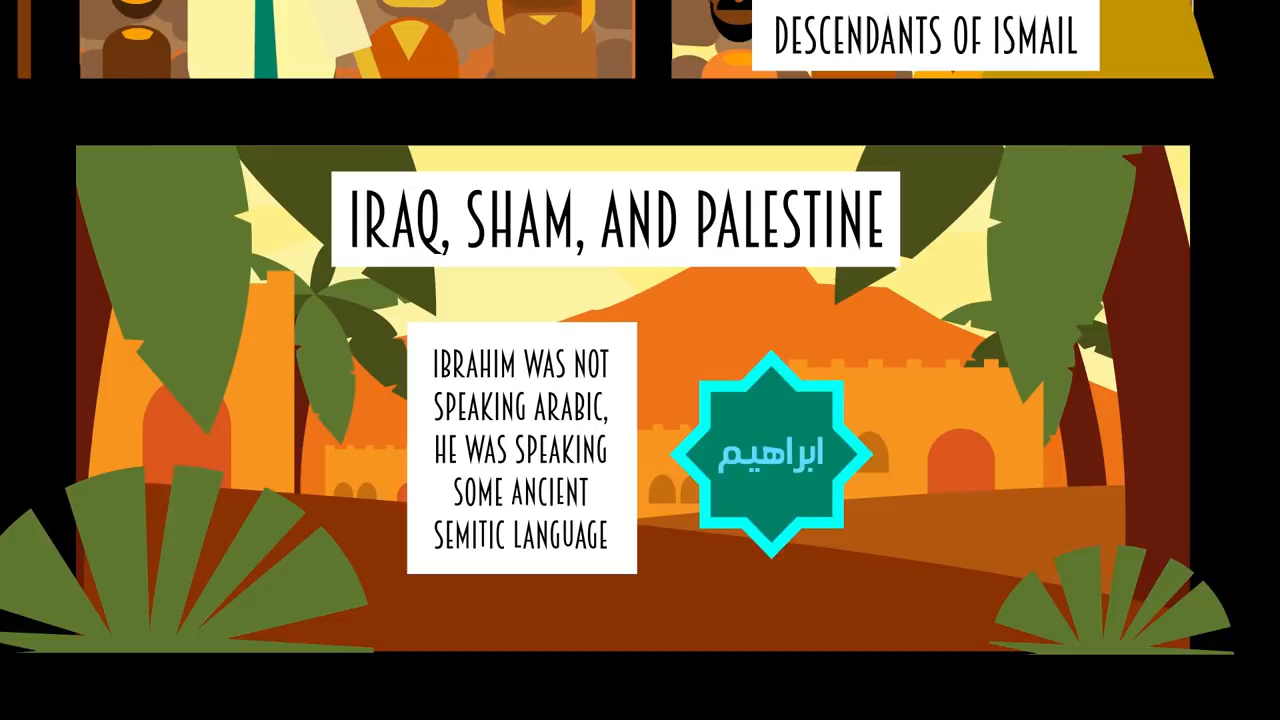 DESCENDANTS OF ISMAIL
IRAQ, SHAM, AND PALESTINE
IBRAHIM WAS NOT
SPEAKING ARABIC,
HE WAS SPEAKING
SOME ANCIENT
SEMITIC LANGUAGE
ابراهيم